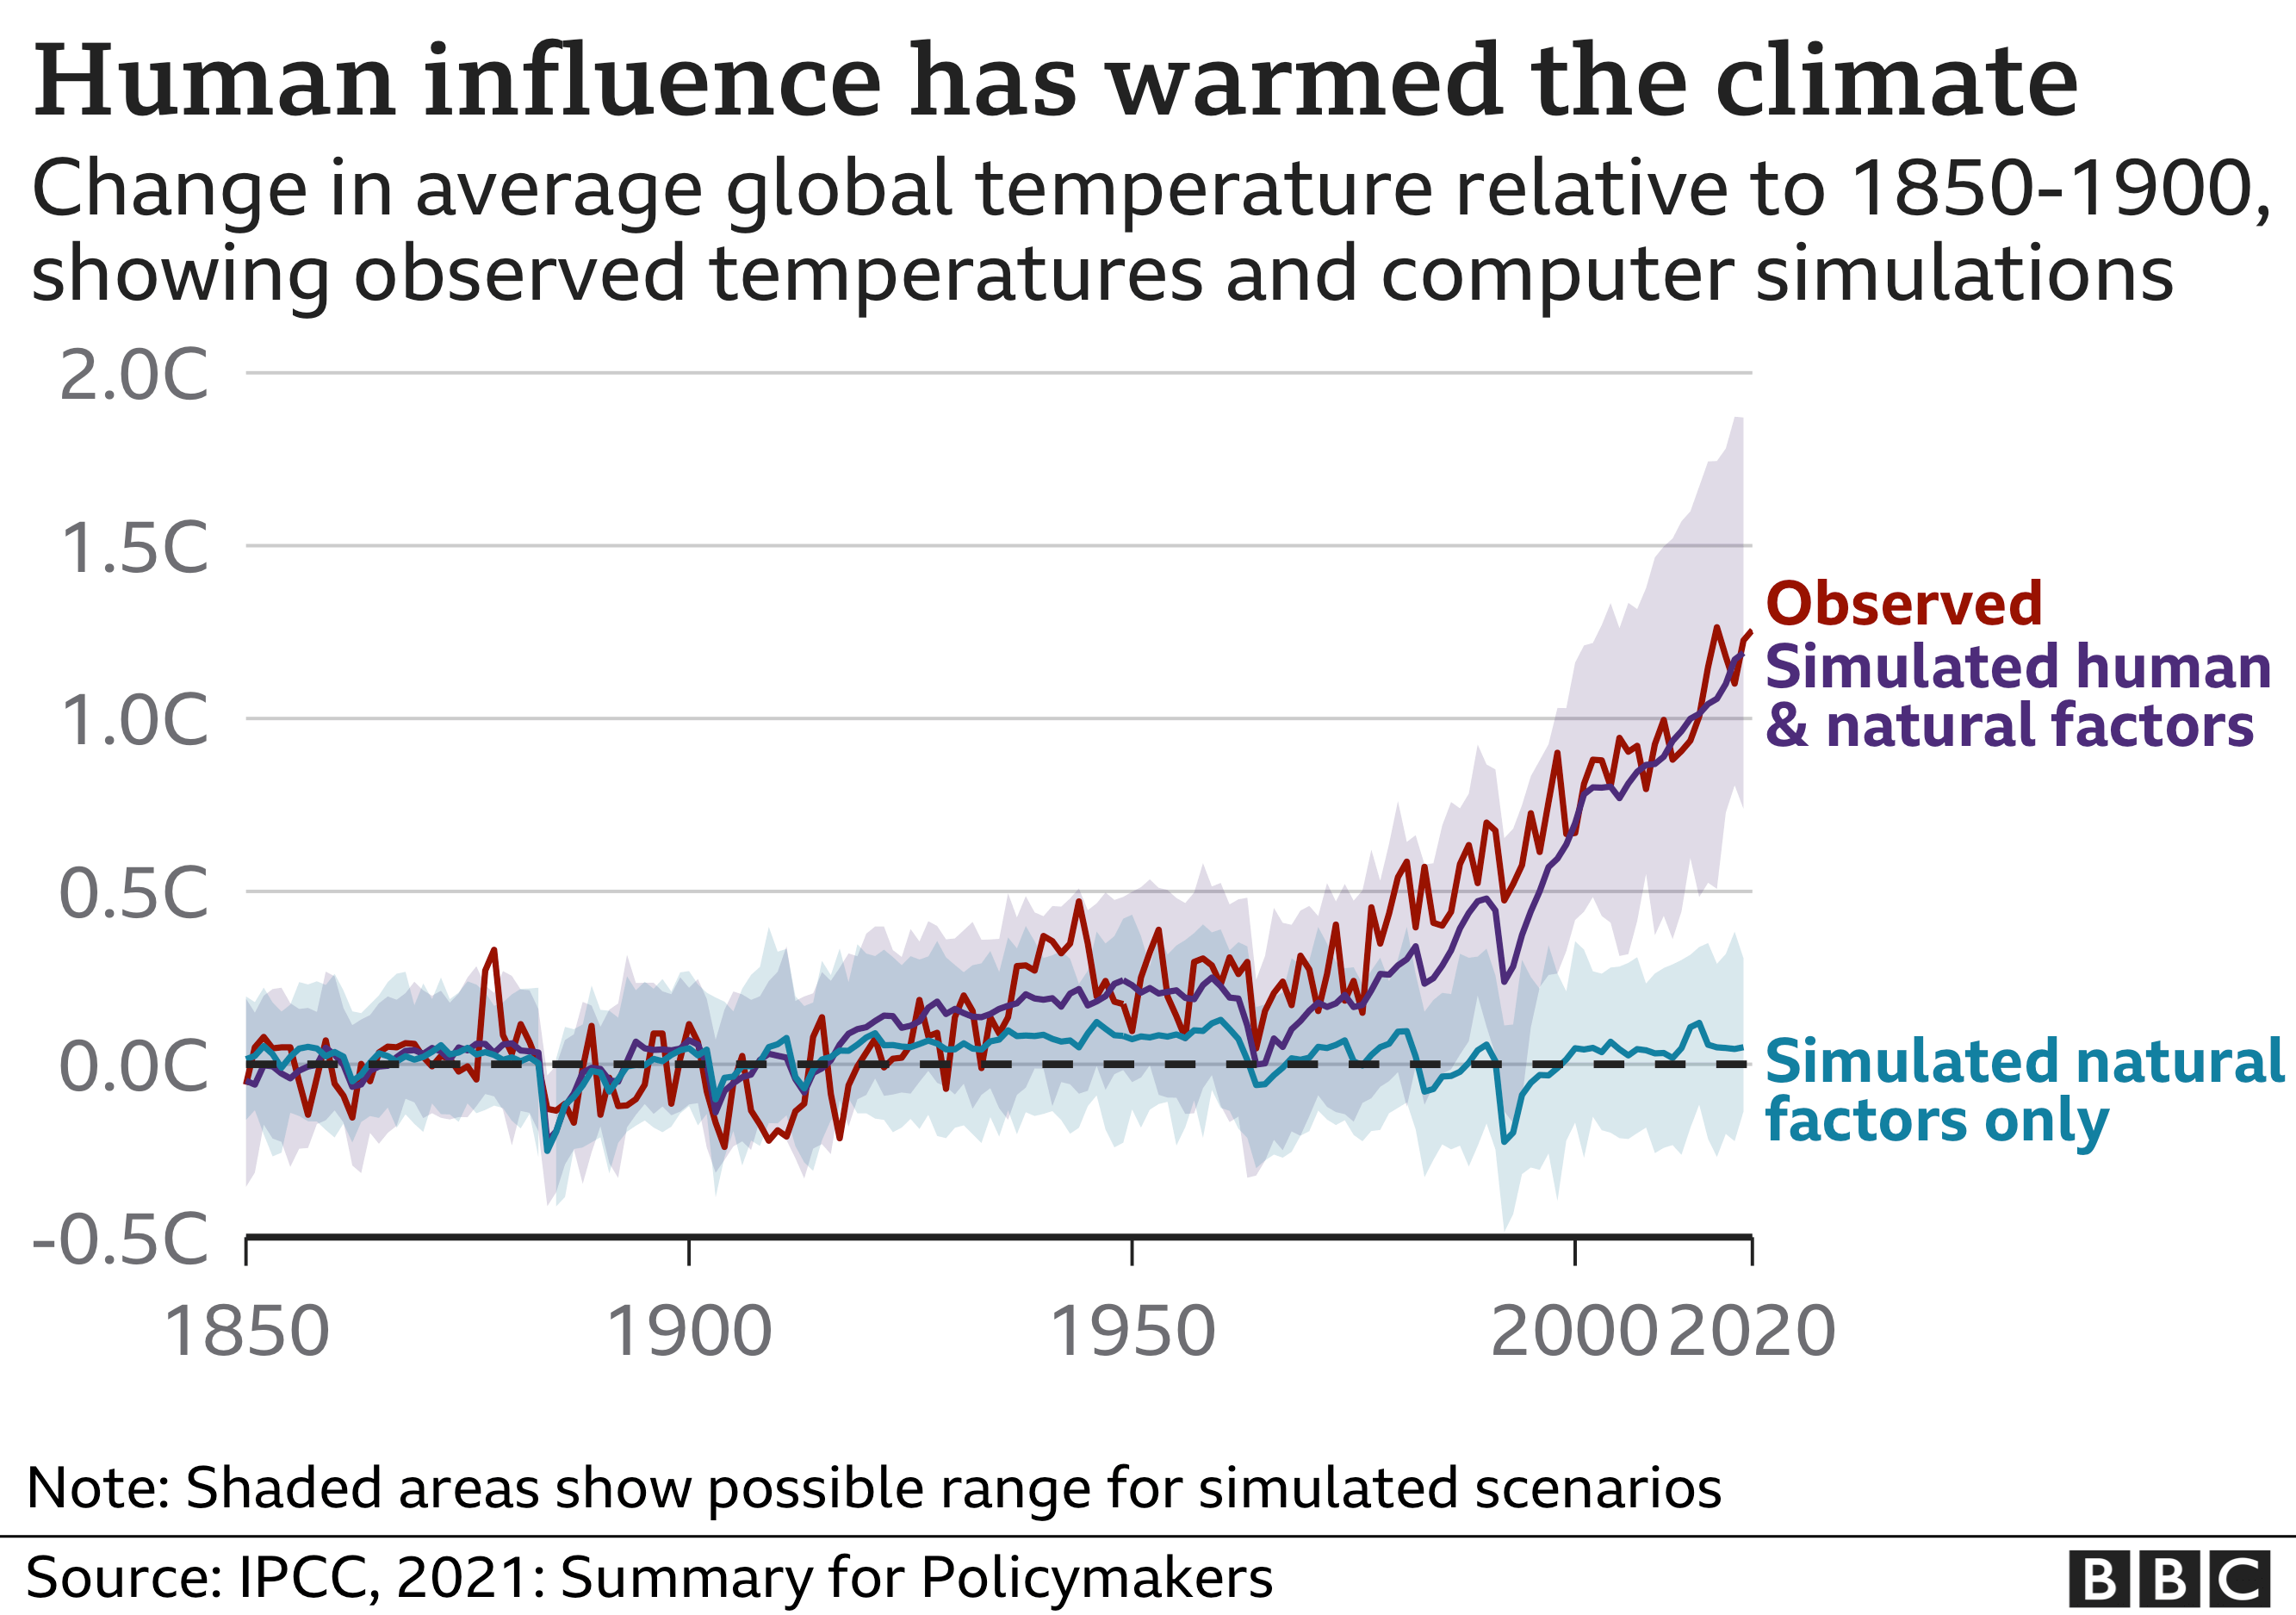 Human influence has warmed the climate
Change in average global temperature relative to 1850-1900,
showing observed temperatures and computer simulations
2.0C
1.5C
1.0C
0.5C
0.0C
-0.5C
Observed
Simulated human
& natural factors
Simulated natural
factors only
1850 1900 1950 2000 2020
Note: Shaded areas show possible range for simulated scenarios
Source: IPCC, 2021: Summary for Policymakers
BBC